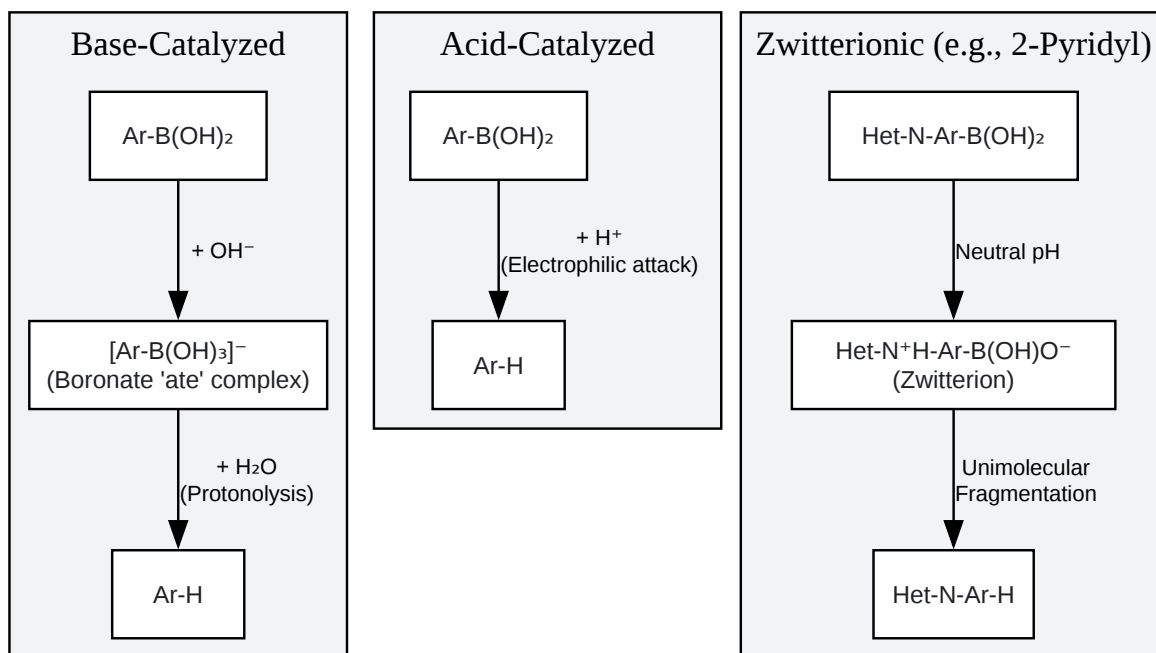 Base-Catalyzed
Ar-B(OH)₂
+ OH⁻
[Ar-B(OH)₃]⁻
(Boronate 'ate' complex)
+ H₂O
(Protonolysis)
Ar-H
Acid-Catalyzed
Ar-B(OH)₂
+ H⁺
(Electrophilic attack)
Ar-H
Zwitterionic (e.g., 2-Pyridyl)
Het-N-Ar-B(OH)₂
Neutral pH
Het-N⁺H-Ar-B(OH)O⁻
(Zwitterion)
Unimolecular
Fragmentation
Het-N-Ar-H